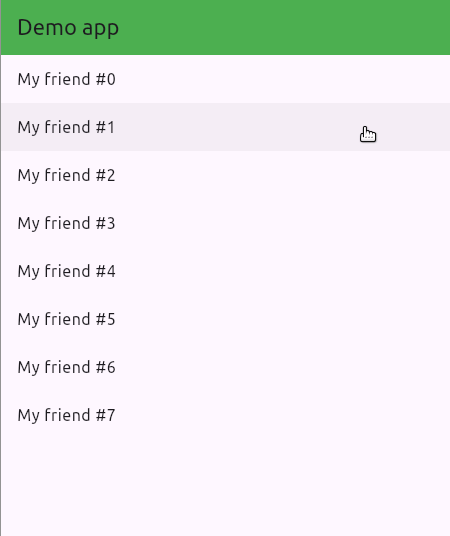 Demo app
My friend #0
My friend #1
My friend #2
My friend #3
My friend #4
My friend #5
My friend #6
My friend #7